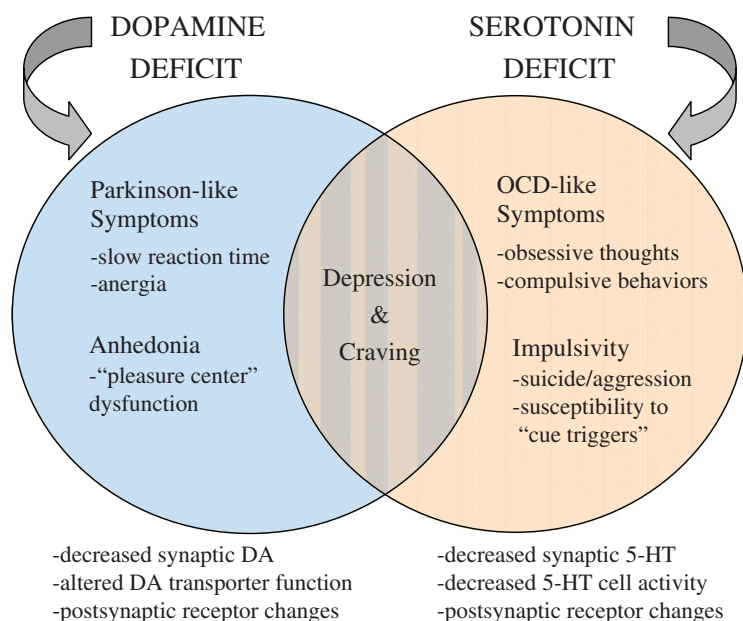 DOPAMINE
DEFICIT
SEROTONIN
DEFICIT
Parkinson-like
Symptoms
-slow reaction time
-anergia
Anhedonia
-“pleasure center”
dysfunction
Depression
&
Craving
OCD-like
Symptoms
-obsessive thoughts
-compulsive behaviors
Impulsivity
-suicide/aggression
-susceptibility to
“cue triggers”
-decreased synaptic DA
-altered DA transporter function
-postsynaptic receptor changes
-decreased synaptic 5-HT
-decreased 5-HT cell activity
-postsynaptic receptor changes